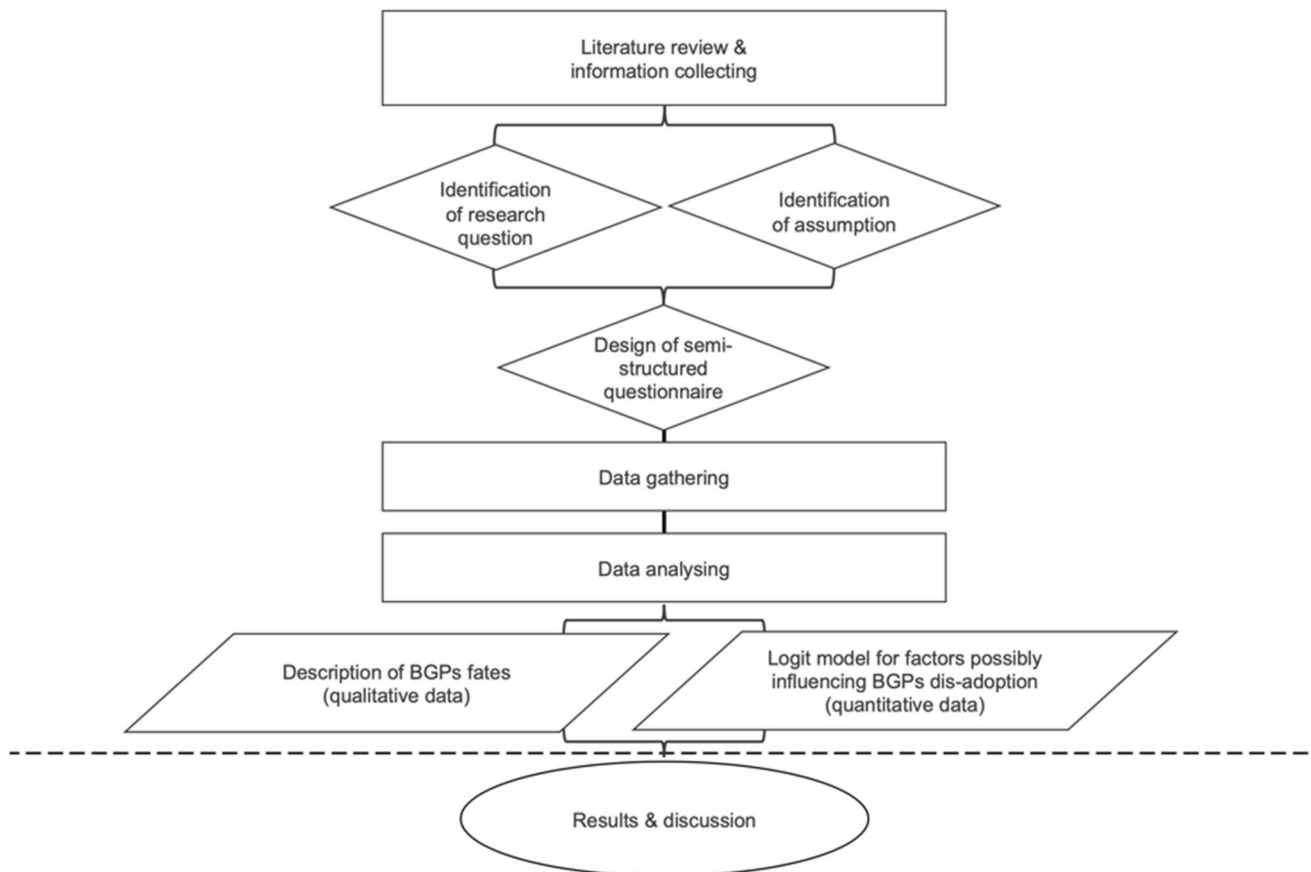 Literature review &
information collecting
Identification
of research
question
Identification
of assumption
Design of semi-
structured
questionnaire
Data gathering
Data analysing
Description of BGPs fates
(qualitative data)
Logit model for factors possibly
influencing BGPs dis-adoption
(quantitative data)
Results & discussion